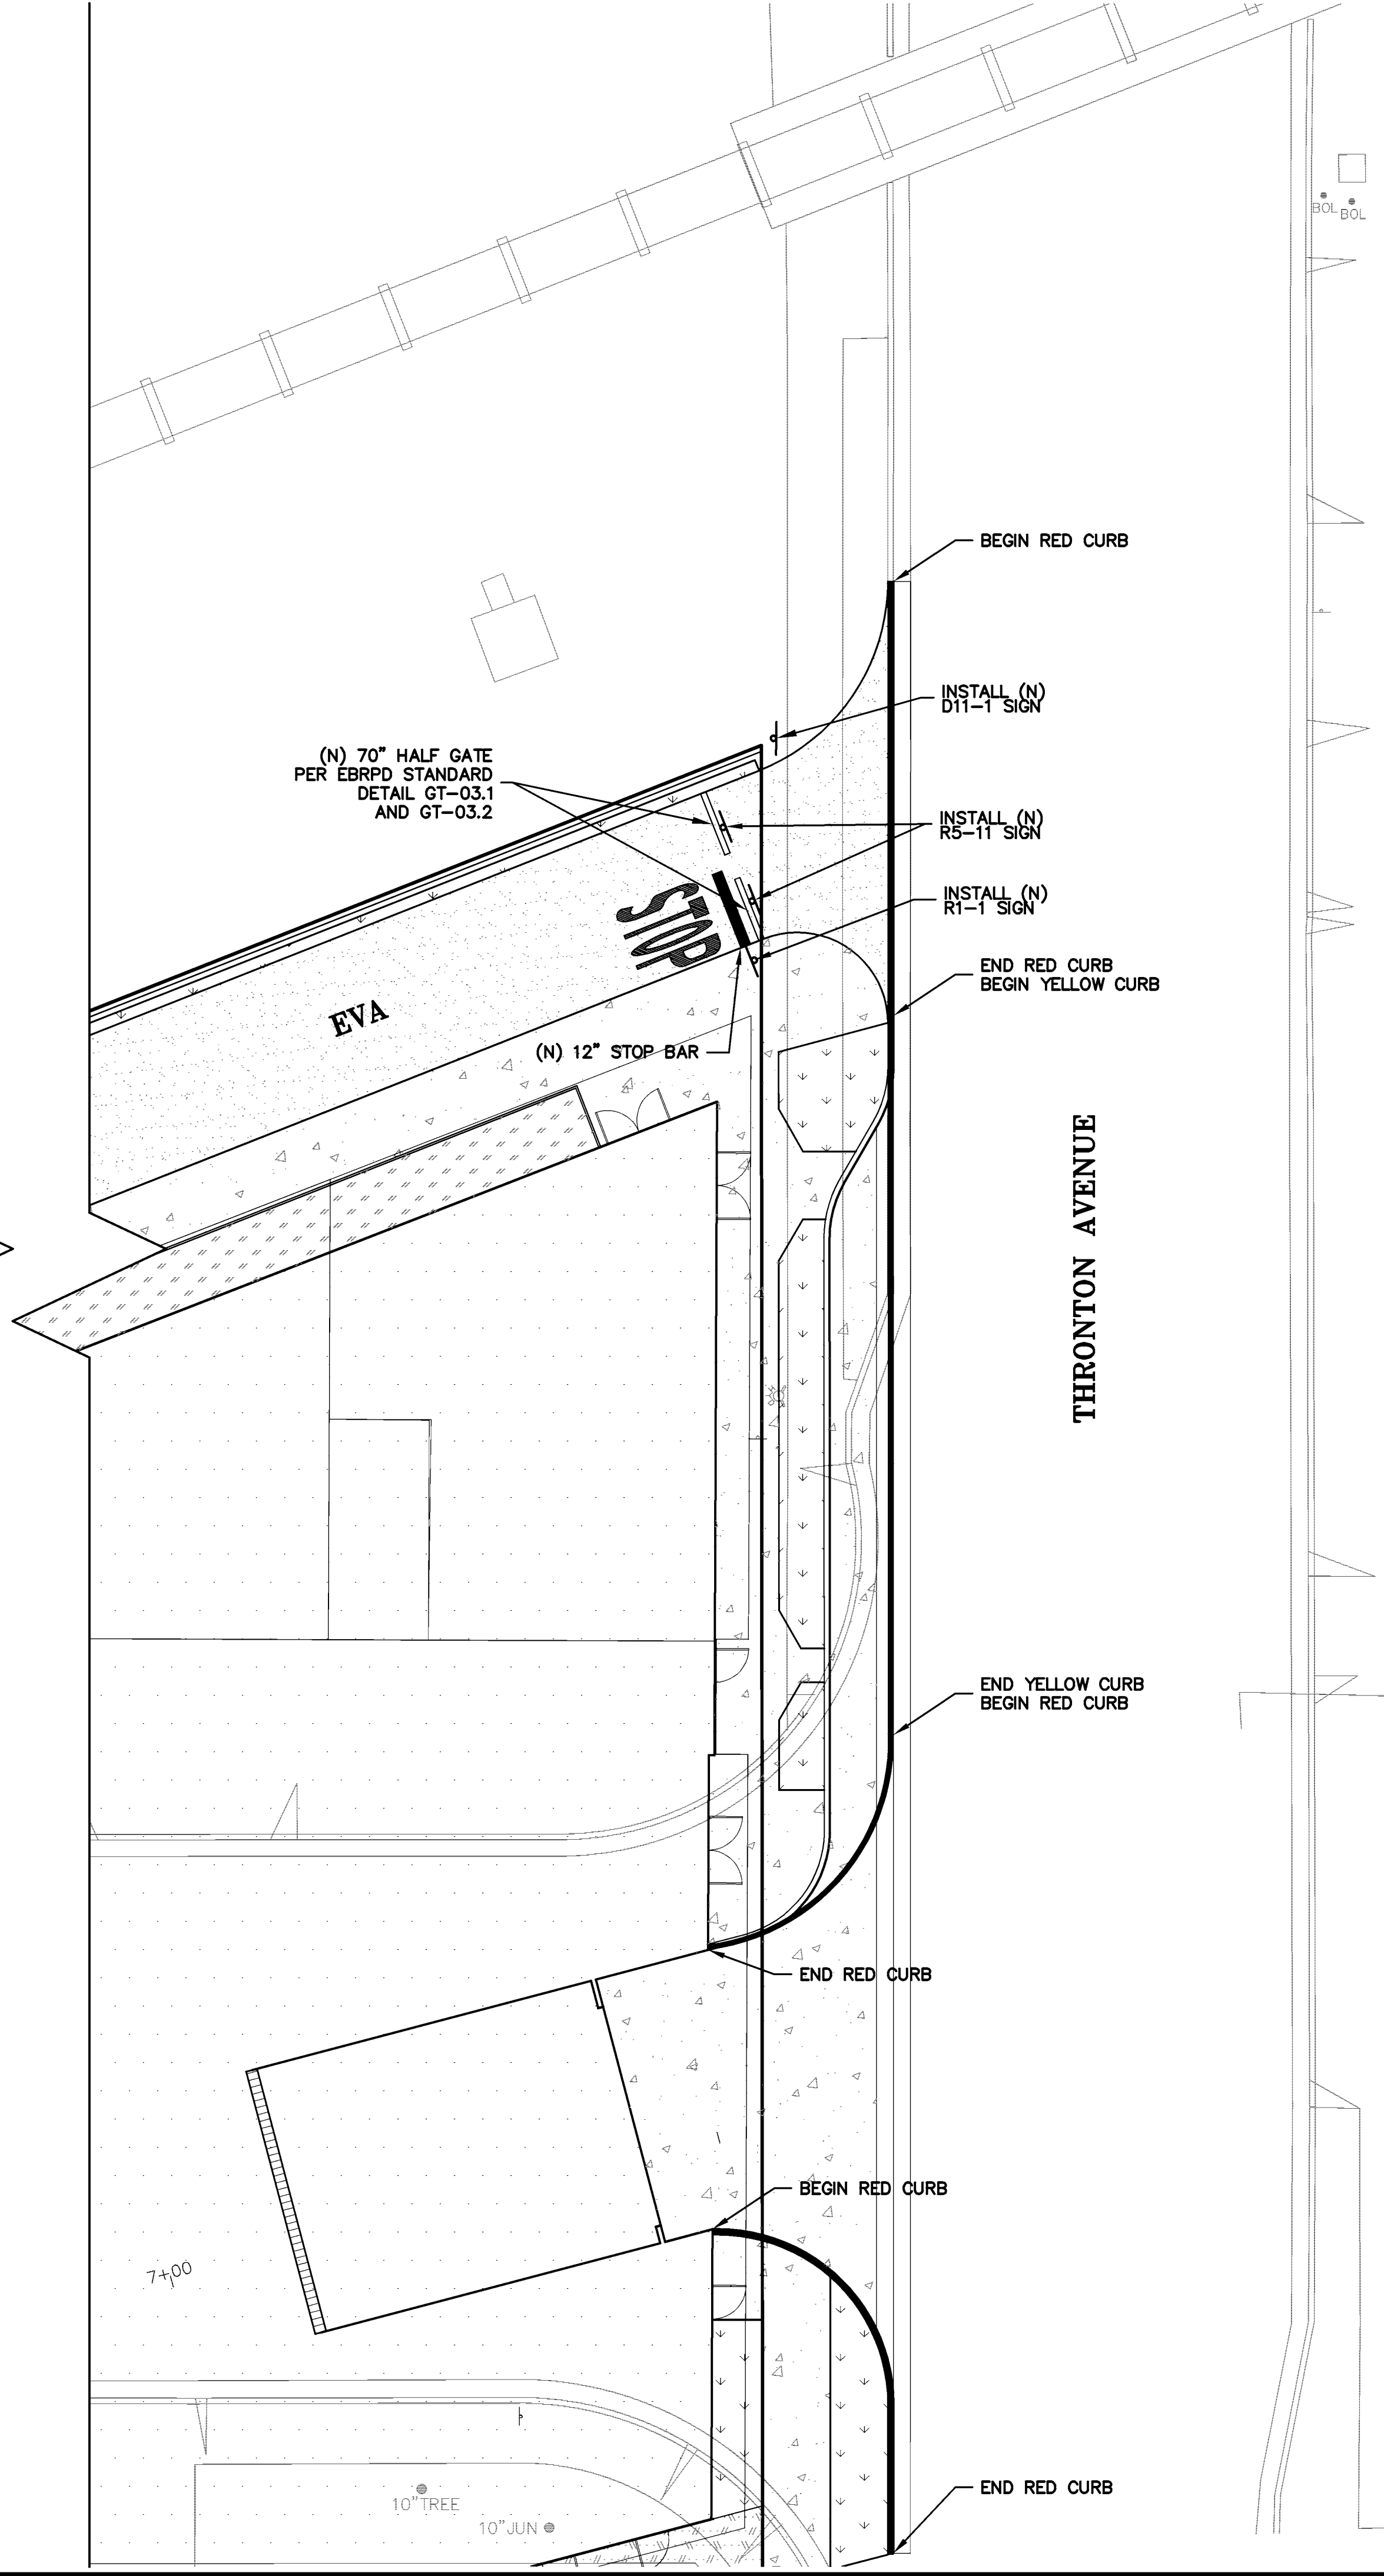 BOL
BOL
BEGIN RED CURB
INSTALL (N)
D11-1 SIGN
(N) 70" HALF GATE
PER EBRPD STANDARD
DETAIL GT-03.1
AND GT-03.2
INSTALL (N)
R5-11 SIGN
INSTALL (N)
R1-1 SIGN
STOP
END RED CURB
BEGIN YELLOW CURB
EVA
(N) 12" STOP BAR
THRONTON AVENUE
END YELLOW CURB
BEGIN RED CURB
END RED CURB
BEGIN RED CURB
7+00
END RED CURB
10"TREE
10"JUN